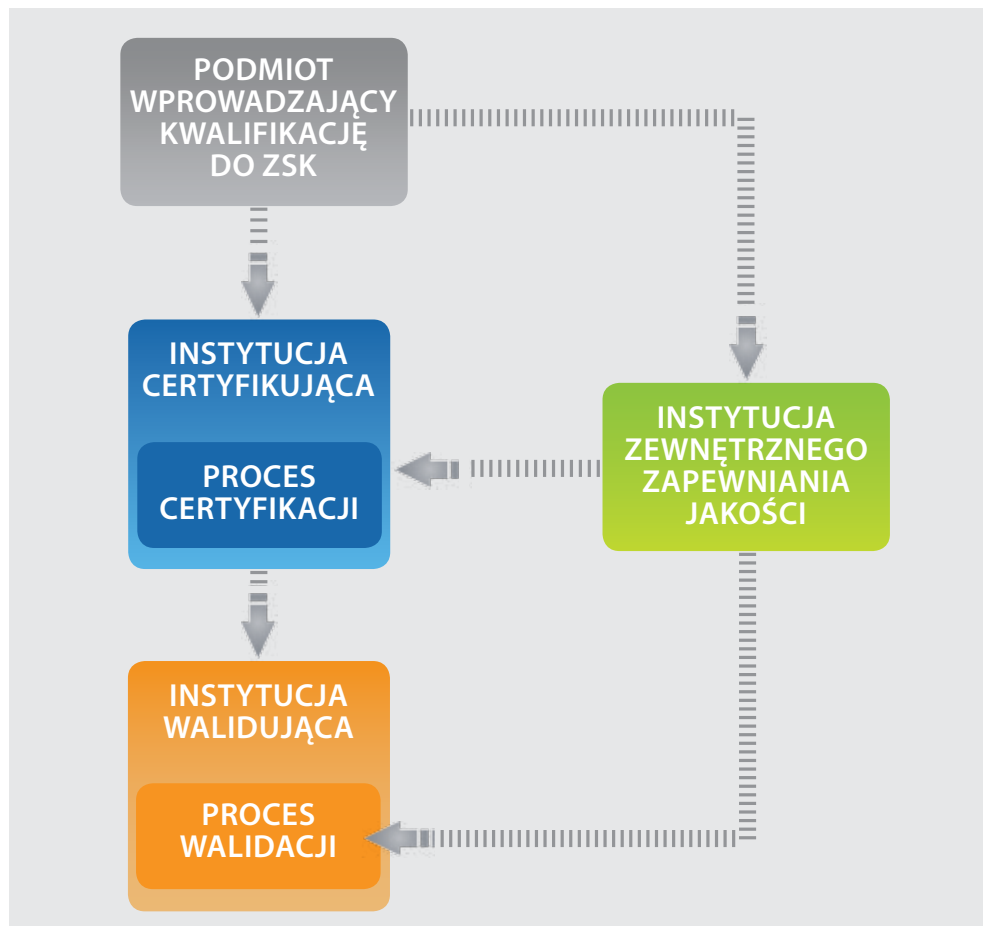 PODMIOT
WPROWADZAJĄCY
KWALIFIKACJĘ
DO ZSK
INSTYTUCJA
CERTYFIKUJĄCA
PROCES
CERTYFIKACJI
INSTYTUCJA
ZEWNĘTRZNEGO
ZAPEWNIANIA
JAKOŚCI
INSTYTUCJA
WALIDUJĄCA
PROCES
WALIDACJI